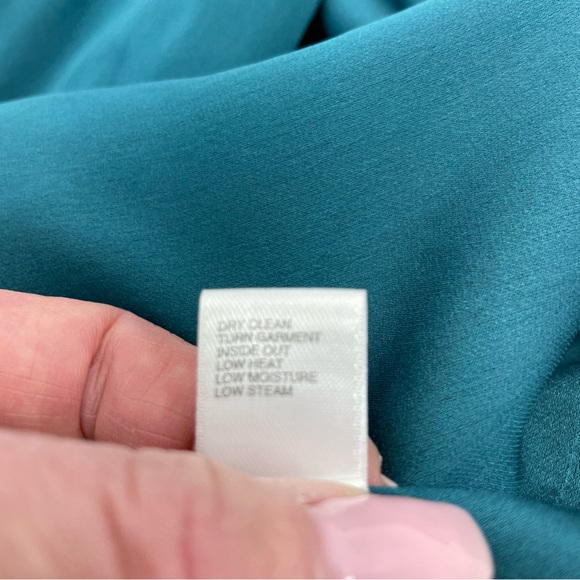 DRY CLEAN
TURN GARMENT
INSIDE OUT
LOW HEAT
LOW MOISTURE
LOW STEAM